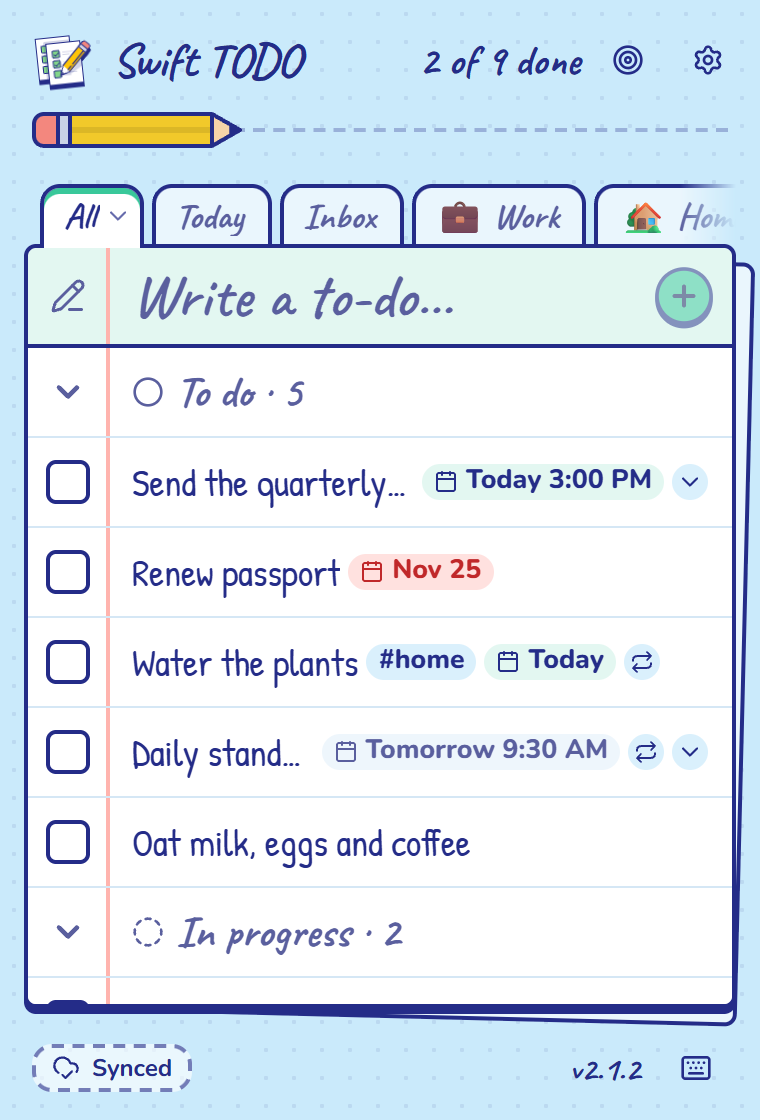 Swift TODO 2 of 9 done
All Today Inbox Work Hom
Write a to-do...
To do · 5
Send the quarterly... Today 3:00 PM
Renew passport Nov 25
Water the plants #home Today
Daily stand... Tomorrow 9:30 AM
Oat milk, eggs and coffee
In progress · 2
Synced v2.1.2